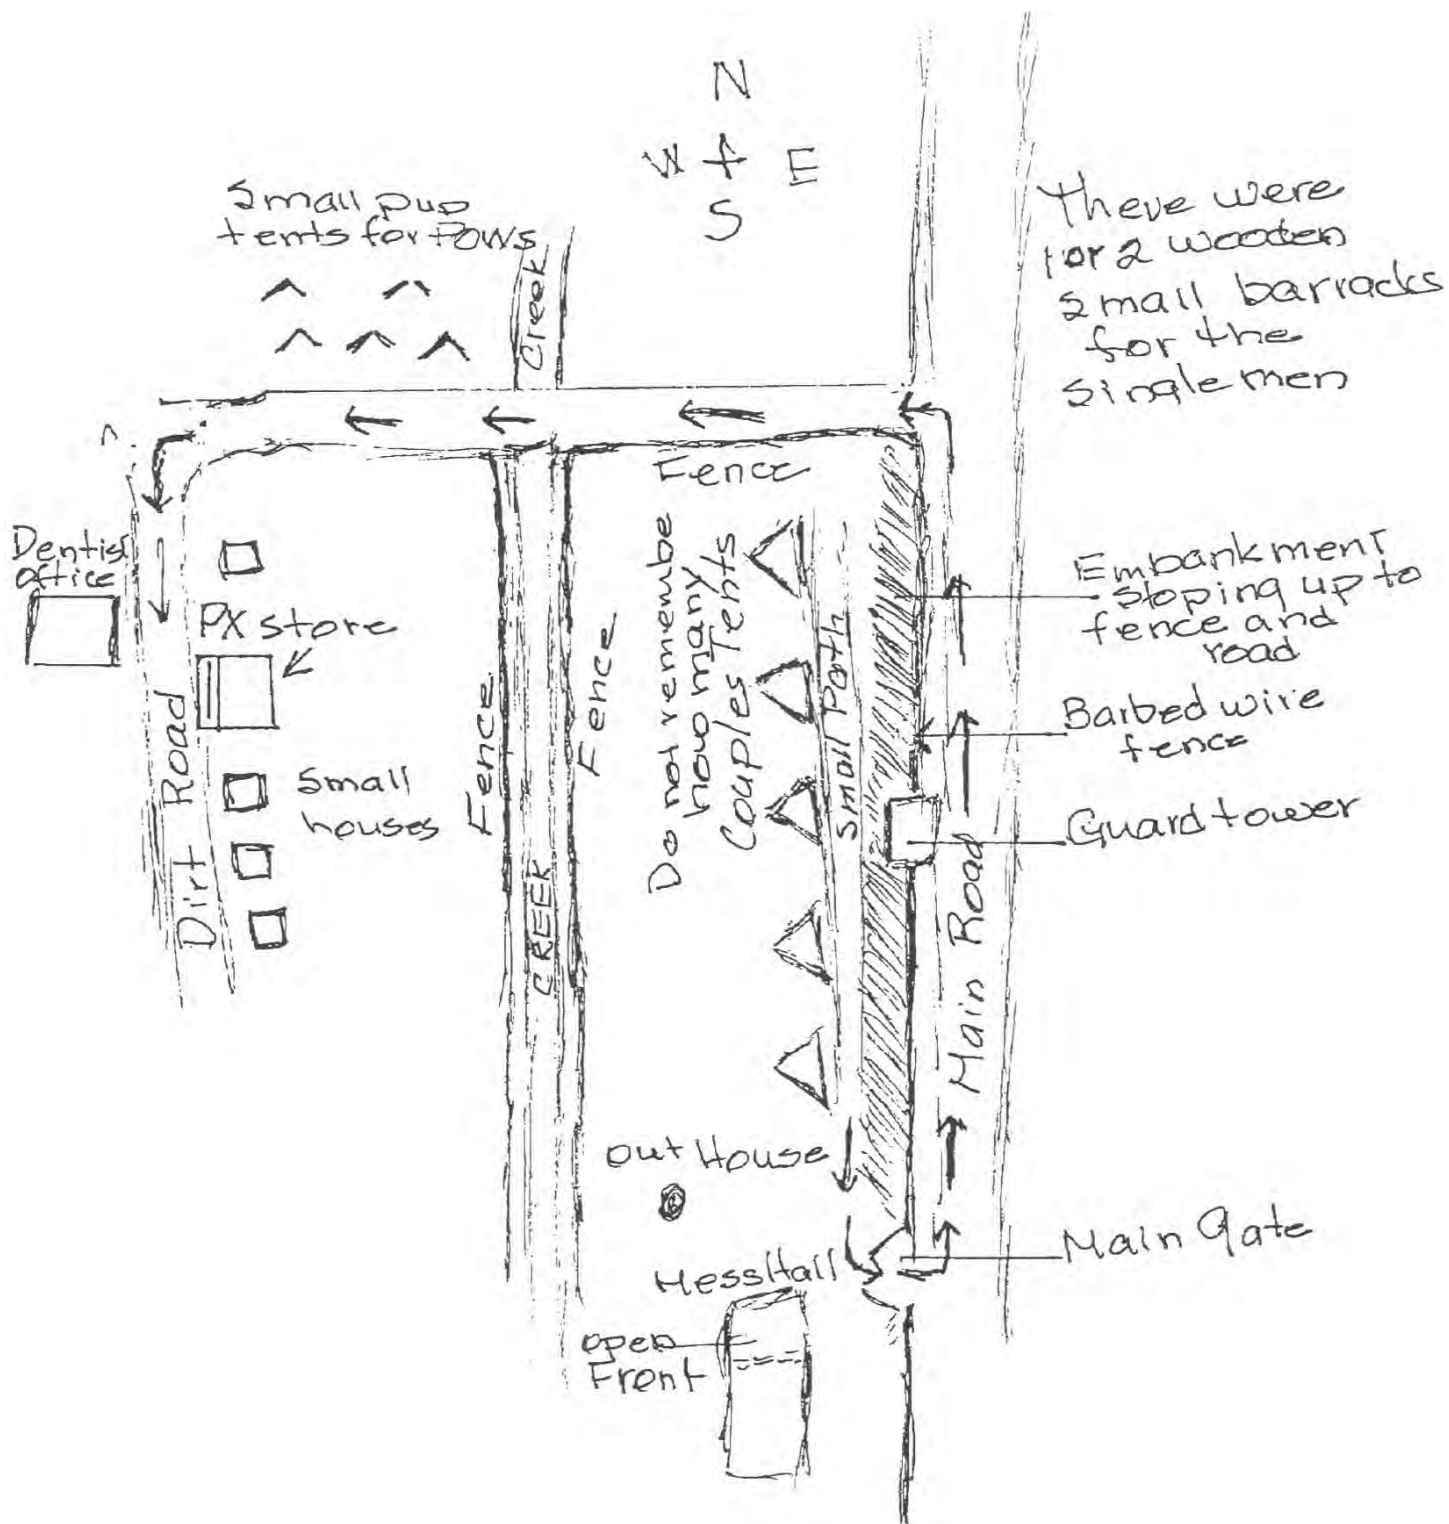 N
W E
S
Small pup
tents for POWs
Creek
There were
1 or 2 wooden
small barracks
for the
single men
Fence
Dentist
office
PX store
Dirt Road
Small
houses
Fence
CREEK
Fence
Do not remembe
how many
Couples Tents
Small Path
Embankment
sloping up to
fence and
road
Barbed wire
fence
Guard tower
Main Road
out House
Main Gate
Mess Hall
open
Front